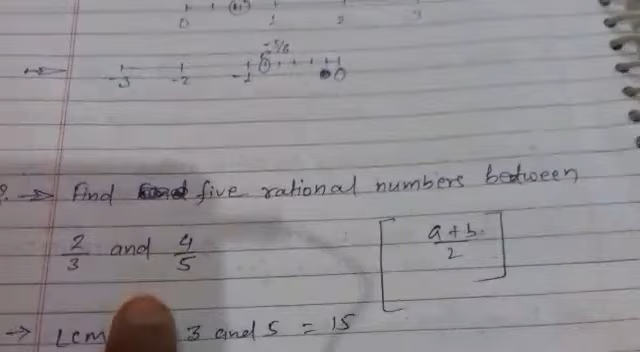 0 1 2
-5/6
-3 -2 -1 0
→ Find five rational numbers between
2/3 and 4/5 [a+b/2]
→ LCM 3 and 5 = 15